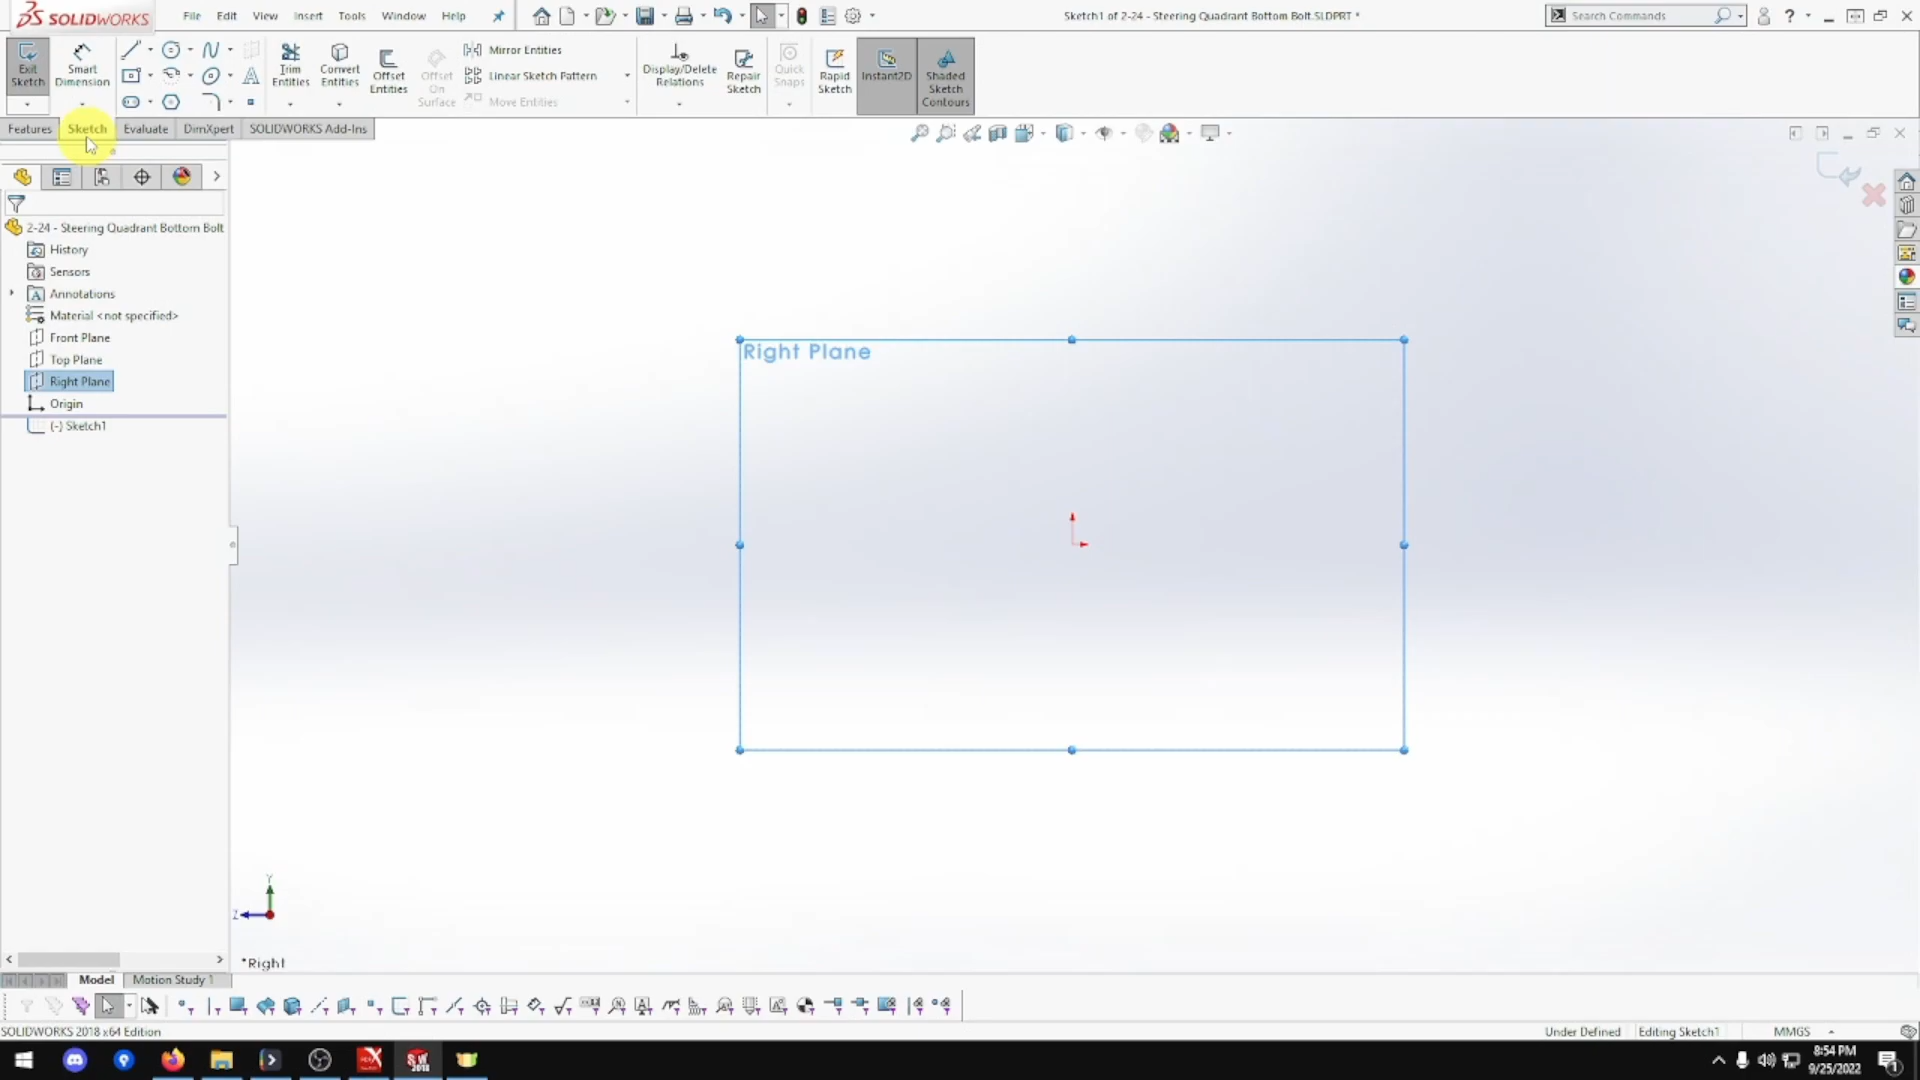 SOLIDWORKS
File Edit View Insert Tools Window Help
Sketch1 of 2-24 - Steering Quadrant Bottom Bolt.SLDPRT *
Search Commands
Exit Sketch
Smart Dimension
Trim Entities
Convert Entities
Offset Entities
Offset On Surface
Mirror Entities
Linear Sketch Pattern
Move Entities
Display/Delete Relations
Repair Sketch
Quick Snaps
Rapid Sketch
Instant2D
Shaded Sketch Contours
Features Sketch Evaluate DimXpert SOLIDWORKS Add-Ins
2-24 - Steering Quadrant Bottom Bolt
History
Sensors
Annotations
Material <not specified>
Front Plane
Top Plane
Right Plane
Origin
(-) Sketch1
Right Plane
Y
Z
*Right
Model Motion Study 1
SOLIDWORKS 2018 x64 Edition
Under Defined Editing Sketch1 MMGS
8:54 PM
9/25/2022